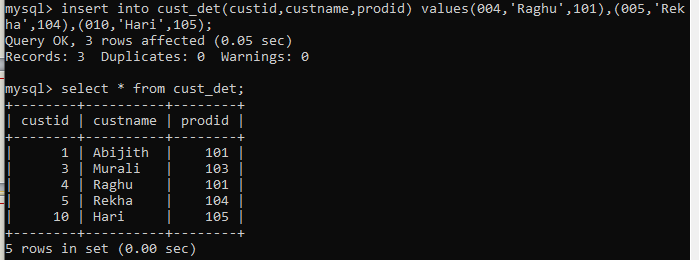 mysql> insert into cust_det(custid,custname,prodid) values(004,'Raghu',101),(005,'Rek
ha',104),(010,'Hari',105);
Query OK, 3 rows affected (0.05 sec)
Records: 3  Duplicates: 0  Warnings: 0

mysql> select * from cust_det;
+--------+----------+--------+
| custid | custname | prodid |
+--------+----------+--------+
|      1 | Abijith  |    101 |
|      3 | Murali   |    103 |
|      4 | Raghu    |    101 |
|      5 | Rekha    |    104 |
|     10 | Hari     |    105 |
+--------+----------+--------+
5 rows in set (0.00 sec)